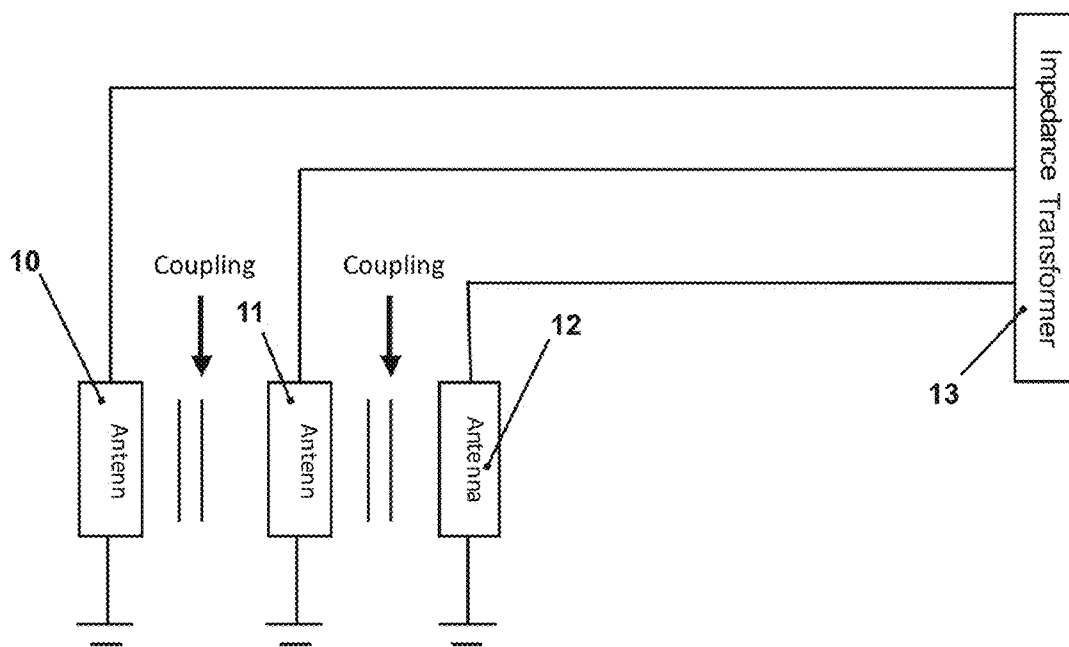 Impedance Transformer
10
Coupling
Coupling
11
12
13
Antenn
Antenn
Antenna